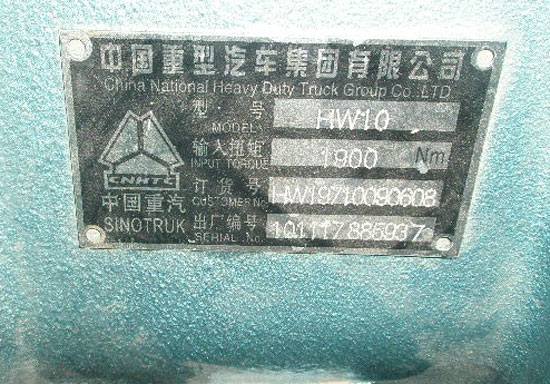 中国重型汽车集团有限公司
China National Heavy Duty Truck Group Co.,LTD
型 号 HW10
MODEL
输入扭矩 1900 Nm
INPUT TORQUE
订 货 号 HW19710090608
CUSTOMER No
CNHTC
中国重汽 出厂编号 1Q1117885937
SINOTRUK SERIAL No